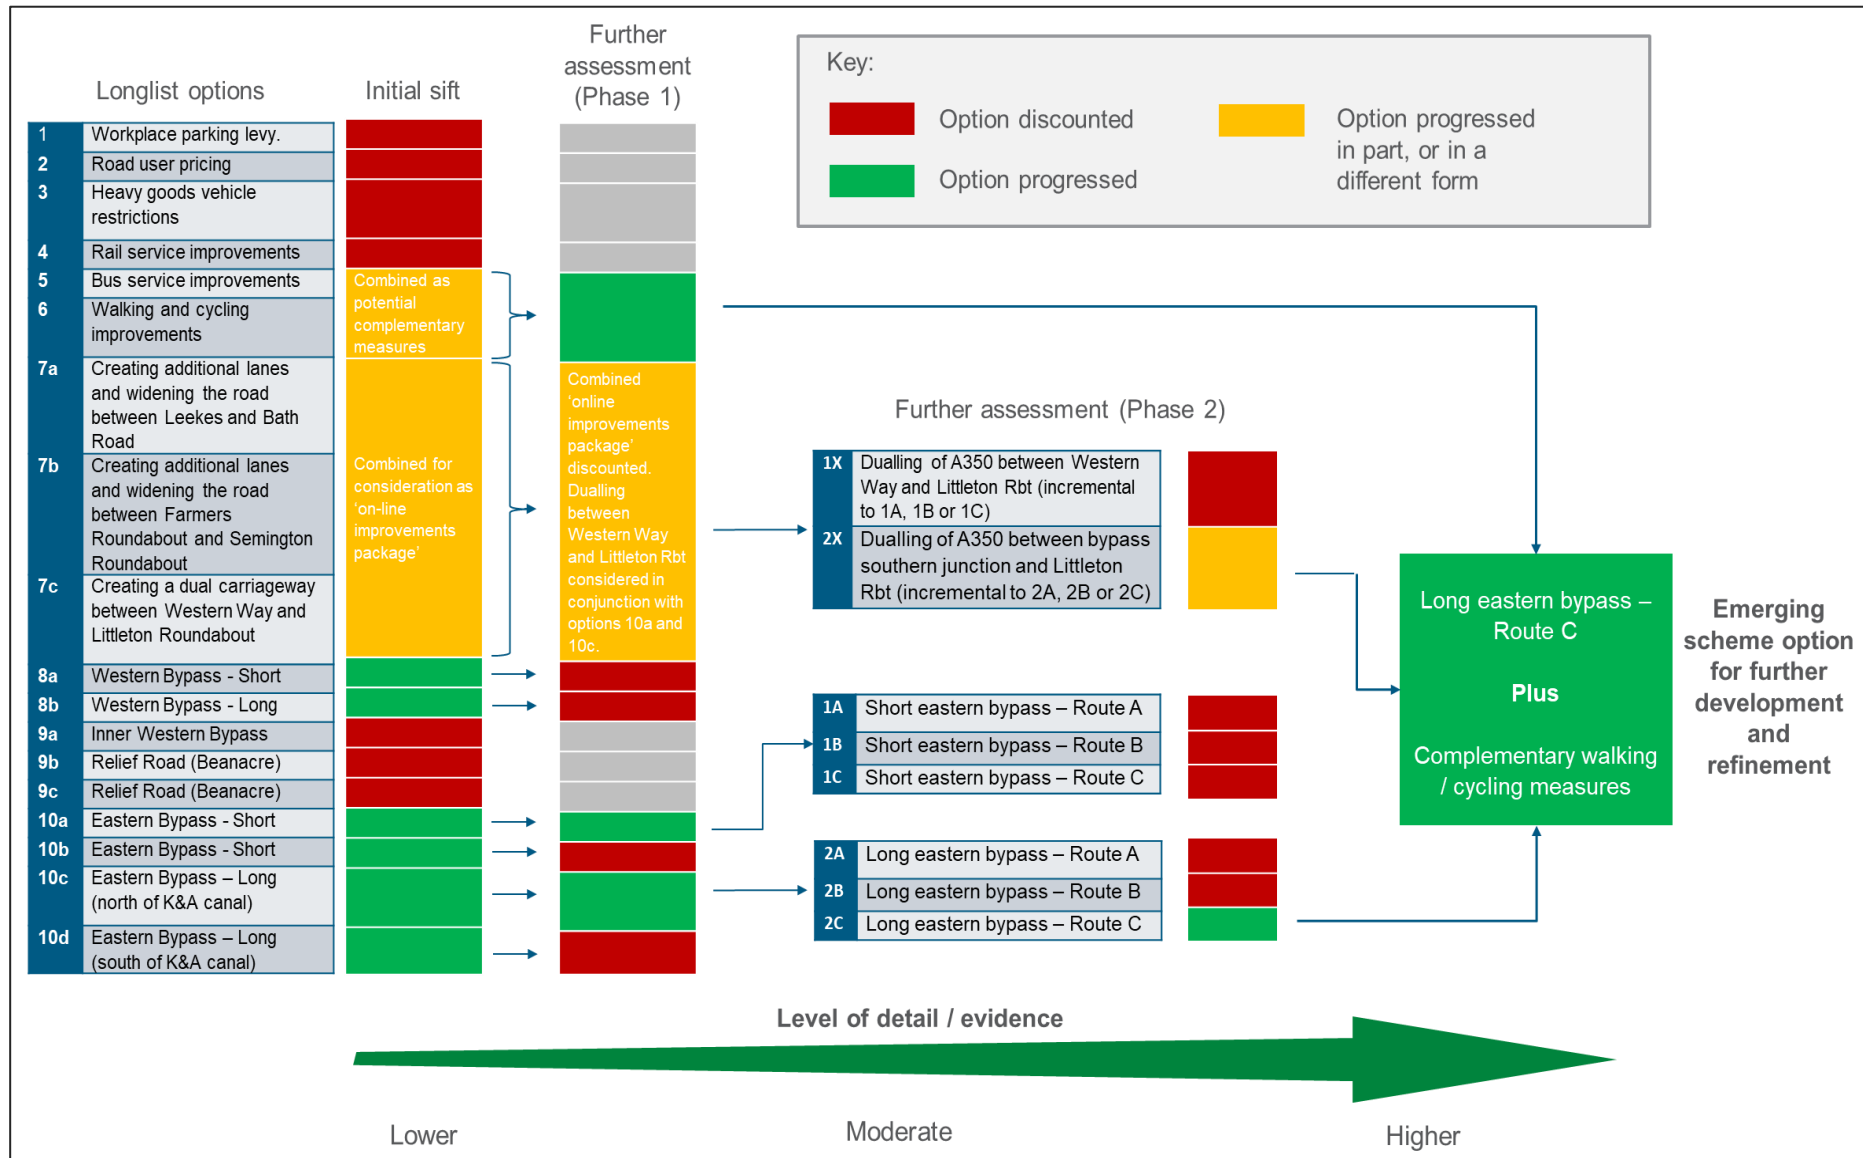 Longlist options
Initial sift
Further
assessment
(Phase 1)
Key:
Option discounted
Option progressed
Option progressed
in part, or in a
different form
1 Workplace parking levy.
2 Road user pricing
3 Heavy goods vehicle
restrictions
4 Rail service improvements
5 Bus service improvements
6 Walking and cycling
improvements
7a Creating additional lanes
and widening the road
between Leekes and Bath
Road
7b Creating additional lanes
and widening the road
between Farmers
Roundabout and Semington
Roundabout
7c Creating a dual carriageway
between Western Way and
Littleton Roundabout
8a Western Bypass - Short
8b Western Bypass - Long
9a Inner Western Bypass
9b Relief Road (Beanacre)
9c Relief Road (Beanacre)
10a Eastern Bypass - Short
10b Eastern Bypass - Short
10c Eastern Bypass – Long
(north of K&A canal)
10d Eastern Bypass – Long
(south of K&A canal)
Combined as
potential
complementary
measures
Combined for
consideration as
‘on-line
improvements
package’
Combined
‘online
improvements
package’
discounted.
Dualling
between
Western Way
and Littleton Rbt
considered in
conjunction with
options 10a and
10c.
Further assessment (Phase 2)
1X Dualling of A350 between Western
Way and Littleton Rbt (incremental
to 1A, 1B or 1C)
2X Dualling of A350 between bypass
southern junction and Littleton
Rbt (incremental to 2A, 2B or 2C)
1A Short eastern bypass – Route A
1B Short eastern bypass – Route B
1C Short eastern bypass – Route C
2A Long eastern bypass – Route A
2B Long eastern bypass – Route B
2C Long eastern bypass – Route C
Long eastern bypass –
Route C
Plus
Complementary walking
/ cycling measures
Emerging
scheme option
for further
development
and
refinement
Level of detail / evidence
Lower
Moderate
Higher